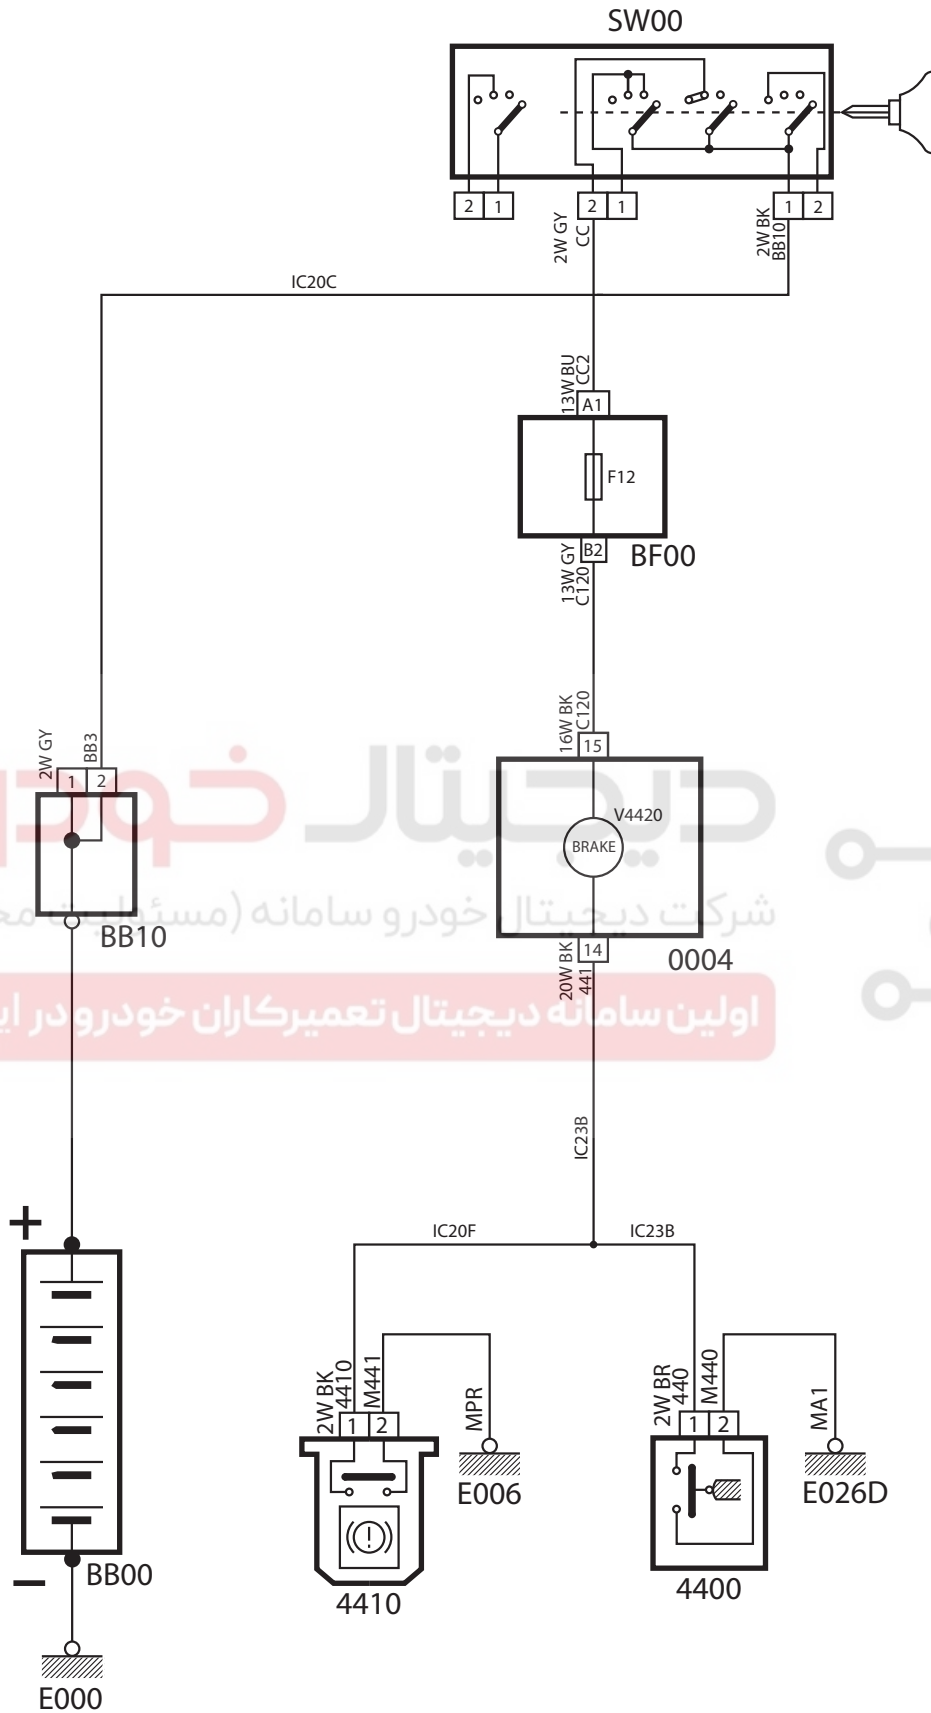 SW00
2 1
2 1
1 2
2W GY
CC
2W BK
BB10
IC20C
13W BU
CC2
A1
F12
B2
BF00
13W GY
C120
16W BK
C120
15
2W GY
BB3
1 2
V4420
BRAKE
دیجیتال خودرو
شرکت دیجیتال خودرو سامانه (مسئولیت
BB10
14
0004
20W BK
441
اولین سامانه دیجیتال تعمیرکاران خودرو در
IC23B
+
IC20F
IC23B
2W BK
4410
M441
1 2
MPR
E006
2W BR
440
M440
1 2
MA1
E026D
BB00
–
4410
4400
E000